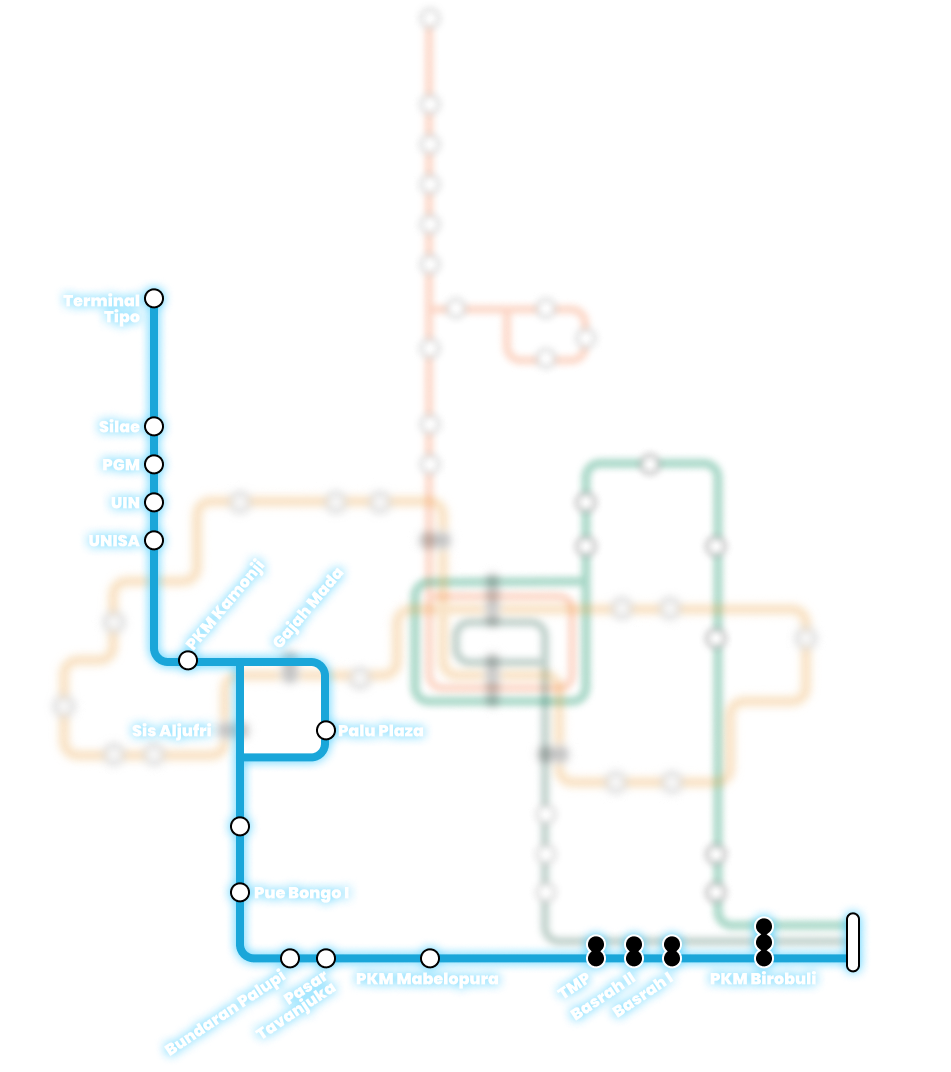 Terminal
Tipo
Silae
PGM
UIN
UNISA
PKM Kamonji
Gajah Mada
Sis Aljufri
Palu Plaza
Pue Bongo I
Bundaran Palupi
Pasar
Tavanjuka
PKM Mabelopura
TMP
Basrah II
Basrah I
PKM Birobuli